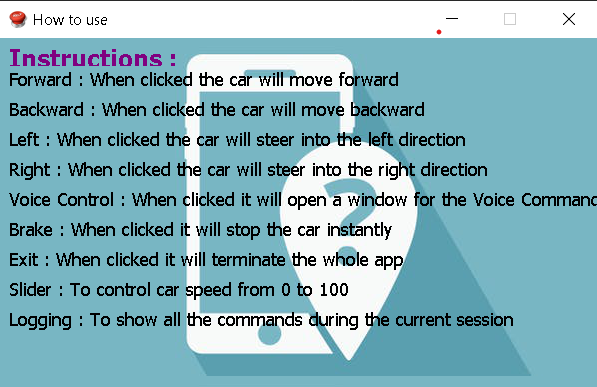 How to use
Instructions :
Forward : When clicked the car will move forward
Backward : When clicked the car will move backward
Left : When clicked the car will steer into the left direction
Right : When clicked the car will steer into the right direction
Voice Control : When clicked it will open a window for the Voice Command
Brake : When clicked it will stop the car instantly
Exit : When clicked it will terminate the whole app
Slider : To control car speed from 0 to 100
Logging : To show all the commands during the current session